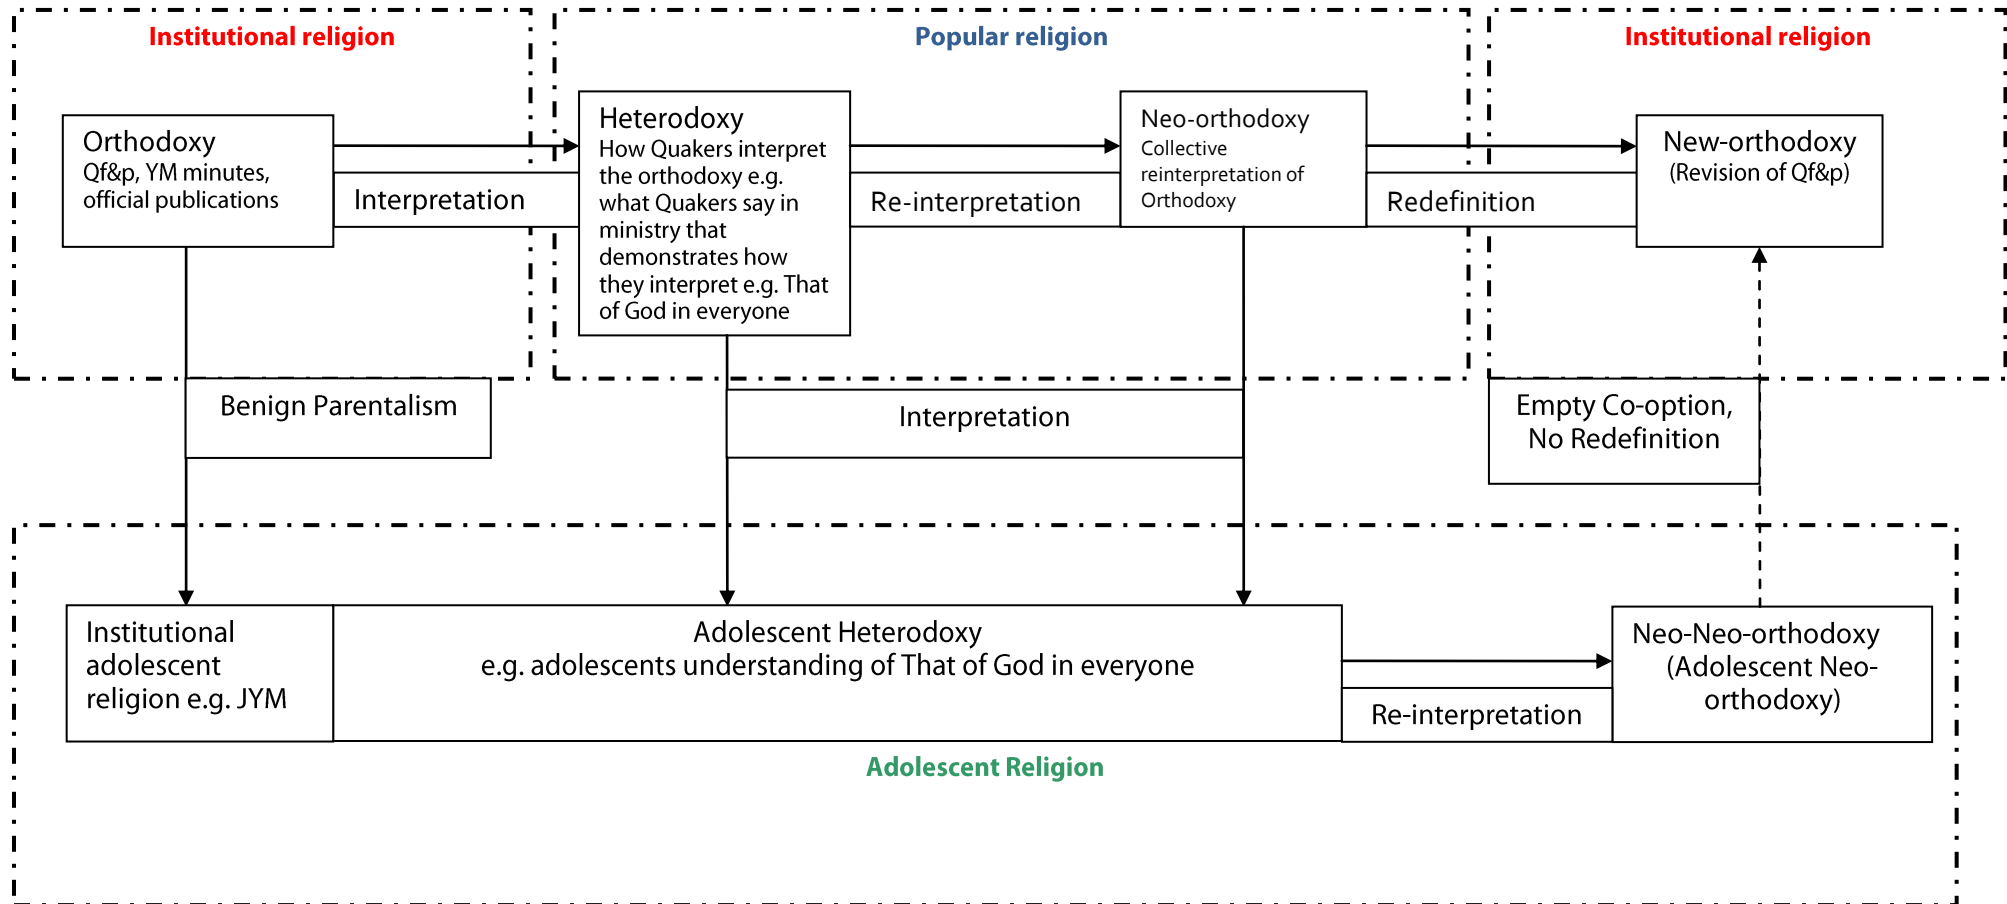 Institutional religion
Popular religion
Institutional religion
Orthodoxy
Qf&p, YM minutes,
official publications
Interpretation
Heterodoxy
How Quakers interpret
the orthodoxy e.g.
what Quakers say in
ministry that
demonstrates how
they interpret e.g. That
of God in everyone
Re-interpretation
Neo-orthodoxy
Collective
reinterpretation of
Orthodoxy
Redefinition
New-orthodoxy
(Revision of Qf&p)
Benign Parentalism
Interpretation
Empty Co-option,
No Redefinition
Institutional
adolescent
religion e.g. JYM
Adolescent Heterodoxy
e.g. adolescents understanding of That of God in everyone
Re-interpretation
Neo-Neo-orthodoxy
(Adolescent Neo-
orthodoxy)
Adolescent Religion